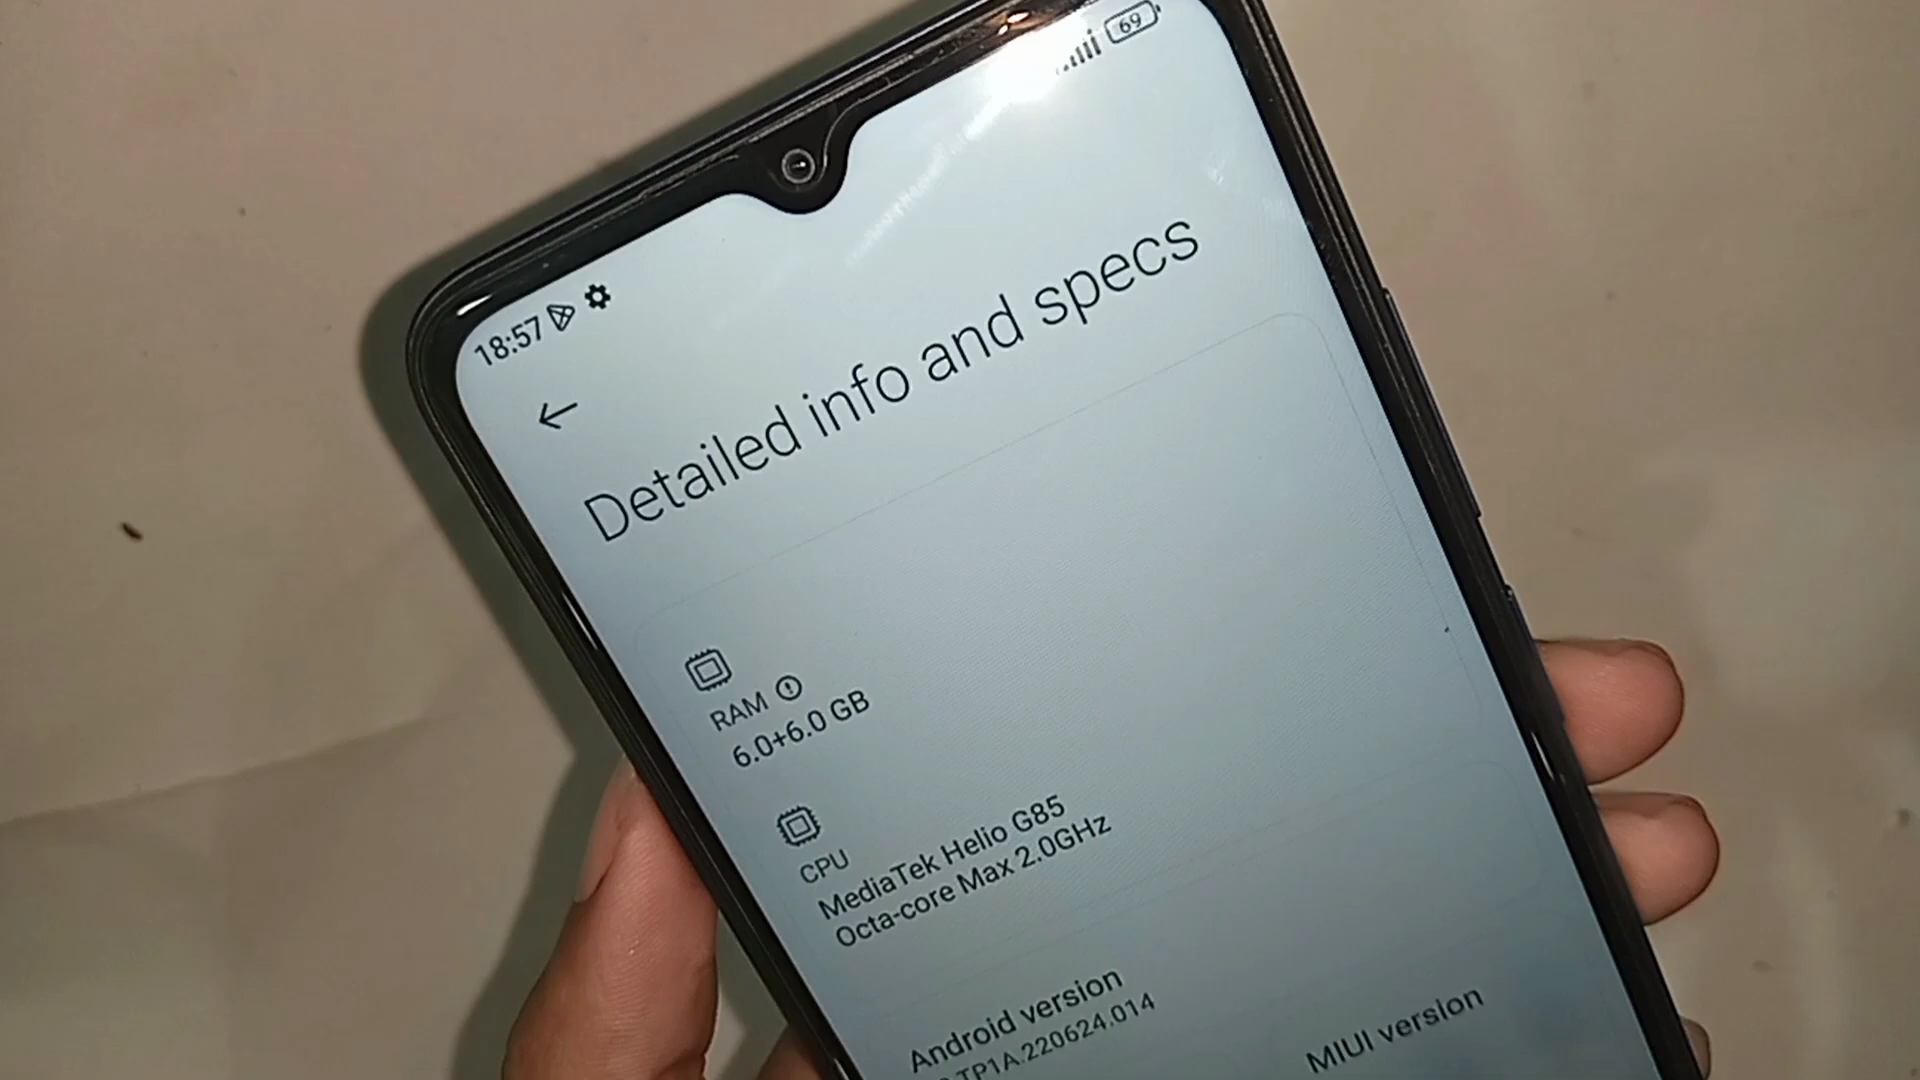 18:57
69
Detailed info and specs
RAM
6.0+6.0 GB
CPU
MediaTek Helio G85
Octa-core Max 2.0GHz
Android version
TP1A.220624.014
MIUI version